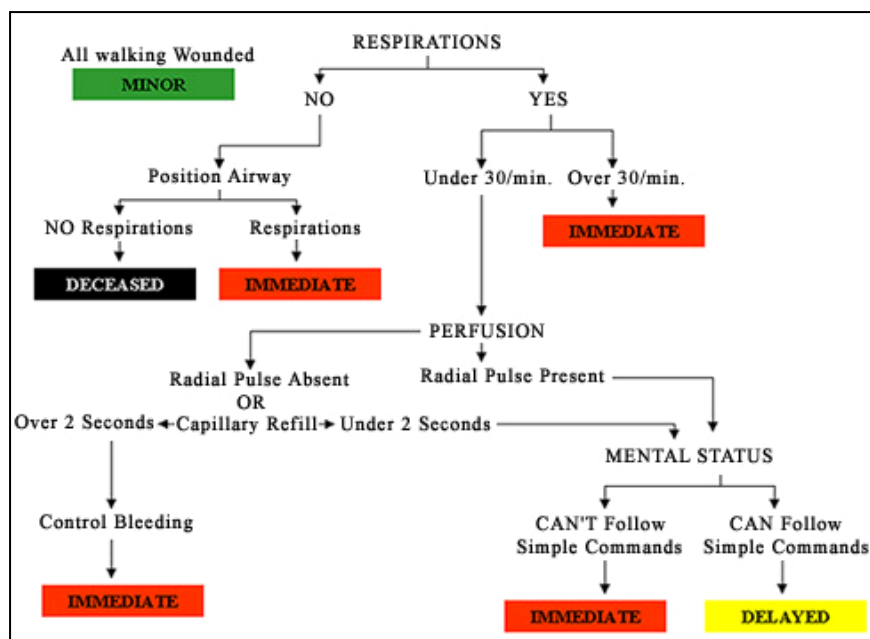 RESPIRATIONS
All walking Wounded
MINOR
NO
YES
Position Airway
Under 30/min.
Over 30/min.
NO Respirations
Respirations
IMMEDIATE
DECEASED
IMMEDIATE
PERFUSION
Radial Pulse Absent
Radial Pulse Present
OR
Over 2 Seconds
Capillary Refill
Under 2 Seconds
MENTAL STATUS
Control Bleeding
CAN'T Follow
Simple Commands
CAN Follow
Simple Commands
IMMEDIATE
IMMEDIATE
DELAYED